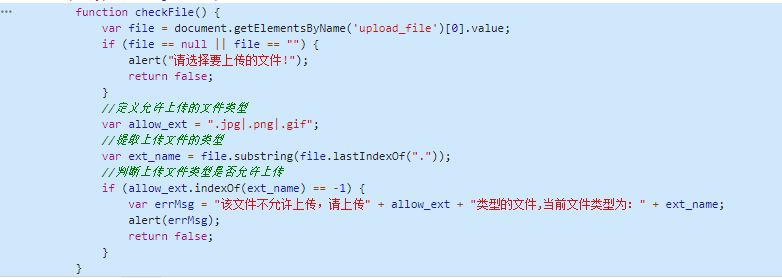 function checkFile() {
var file = document.getElementsByName('upload_file')[0].value;
if (file == null || file == "") {
alert("请选择要上传的文件!");
return false;
}
//定义允许上传的文件类型
var allow_ext = ".jpg|.png|.gif";
//提取上传文件的类型
var ext_name = file.substring(file.lastIndexOf("."));
//判断上传文件类型是否允许上传
if (allow_ext.indexOf(ext_name) == -1) {
var errMsg = "该文件不允许上传，请上传" + allow_ext + "类型的文件,当前文件类型为：" + ext_name;
alert(errMsg);
return false;
}
}